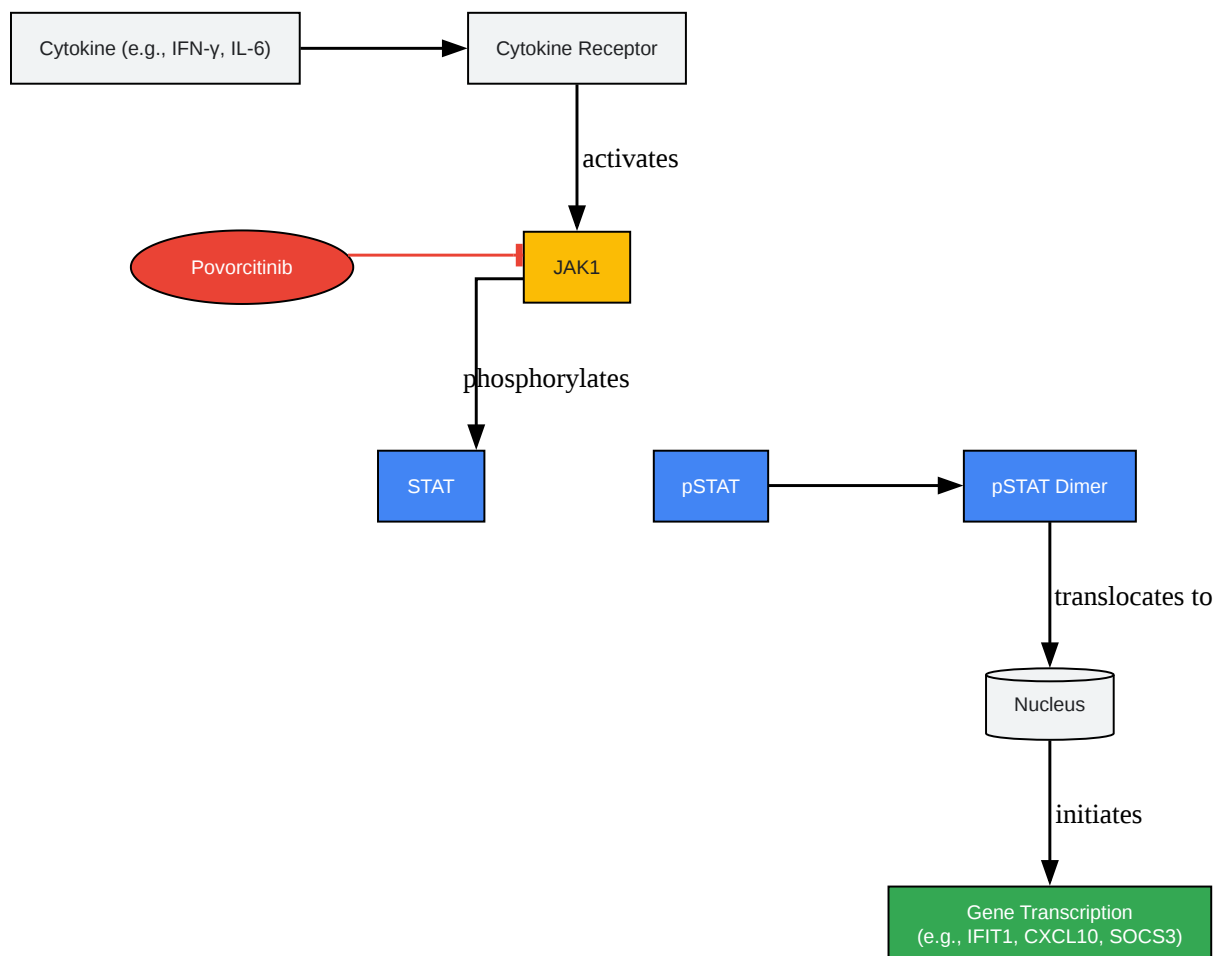 Cytokine (e.g., IFN-γ, IL-6)
Cytokine Receptor
activates
Povorcitinib
JAK1
phosphorylates
STAT
pSTAT
pSTAT Dimer
translocates to
Nucleus
initiates
Gene Transcription
(e.g., IFIT1, CXCL10, SOCS3)